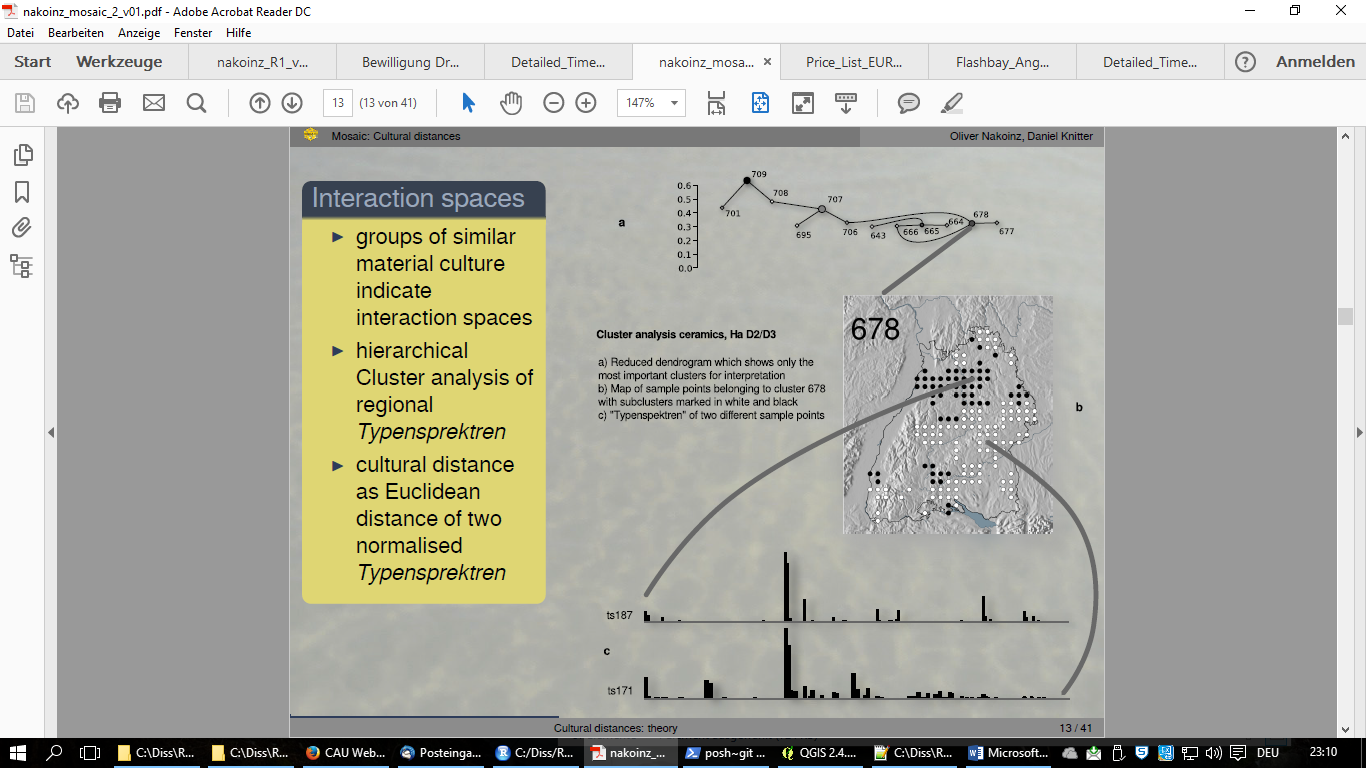 nakoinz_mosaic_2_v01.pdf - Adobe Acrobat Reader DC
Datei Bearbeiten Anzeige Fenster Hilfe
Start Werkzeuge nakoinz_R1_v... Bewilligung Dr... Detailed_Time... nakoinz_mosa... × Price_List_EUR... Flashbay_Ang... Detailed_Time... ? Anmelden
13 (13 von 41) 147%
Mosaic: Cultural distances Oliver Nakoinz, Daniel Knitter
Interaction spaces
groups of similar
material culture
indicate
interaction spaces
hierarchical
Cluster analysis of
regional
Typensprektren
cultural distance
as Euclidean
distance of two
normalised
Typensprektren
a
0.6
0.5
0.4
0.3
0.2
0.1
0.0
709
708
701
707
695
706
643
666
665
664
678
677
Cluster analysis ceramics, Ha D2/D3
a) Reduced dendrogram which shows only the
most important clusters for interpretation
b) Map of sample points belonging to cluster 678
with subclusters marked in white and black
c) "Typenspektren" of two different sample points
678
b
ts187
c
ts171
Cultural distances: theory 13 / 41
C:\Diss\R... C:\Diss\R... CAU Web... Posteinga... C:/Diss/R... nakoinz_... posh~git ... QGIS 2.4.... C:\Diss\R... Microsoft... DEU 23:10